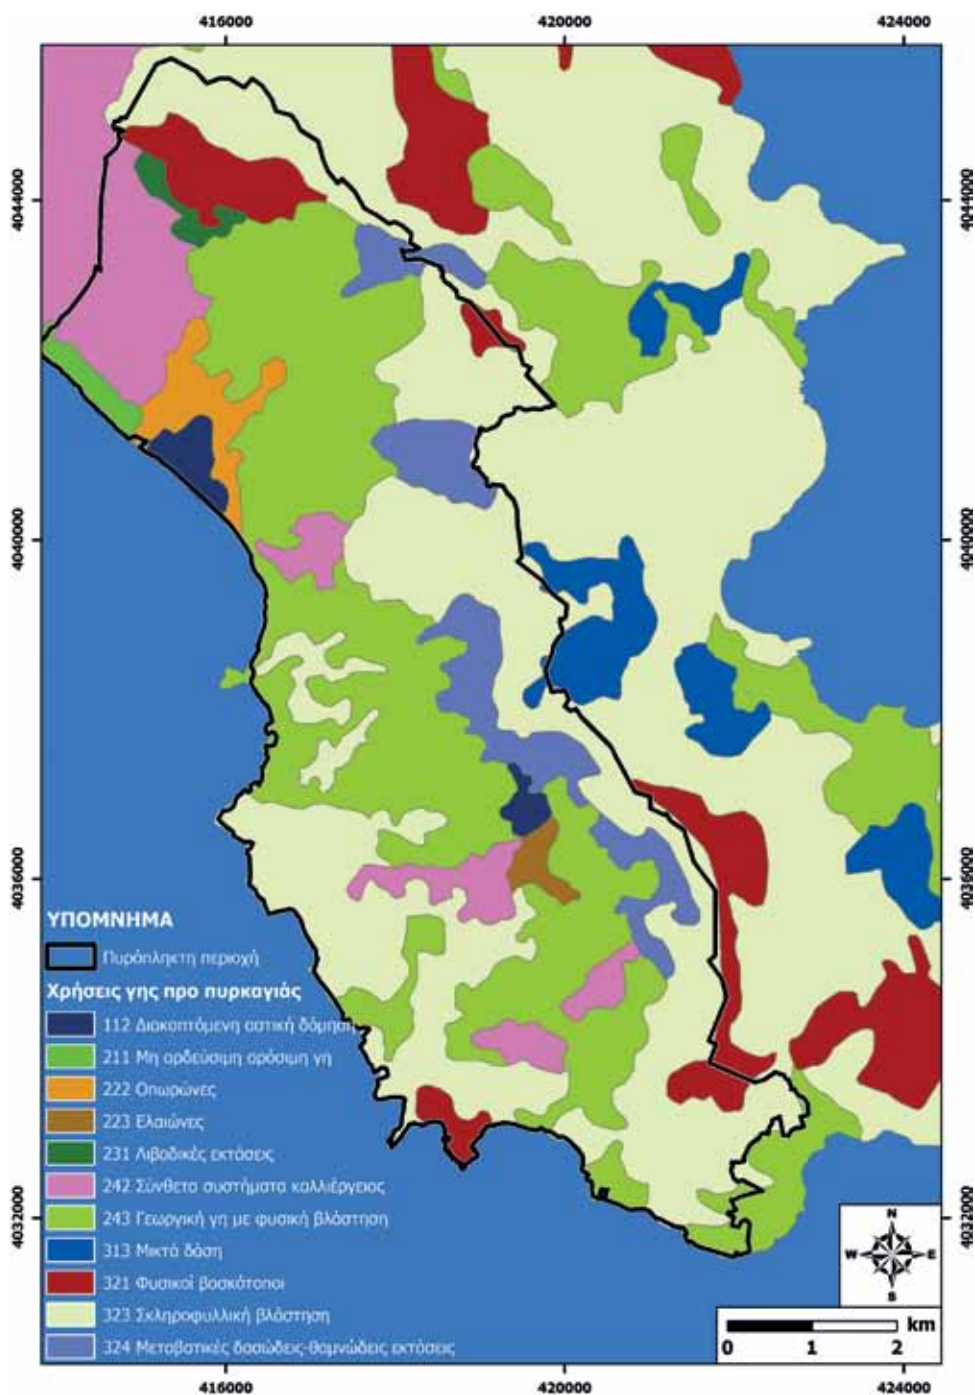 416000 420000 424000
4044000 4044000
4040000 4040000
4036000 4036000
4032000 4032000
ΥΠΟΜΝΗΜΑ
Πυρόπληκτη περιοχή
Χρήσεις γης προ πυρκαγιάς
112 Διακοπτόμενη αστική δόμηση
211 Μη αρδεύσιμη αρόσιμη γη
222 Οπωρώνες
223 Ελαιώνες
231 Λιβαδικές εκτάσεις
242 Σύνθετα συστήματα καλλιέργειας
243 Γεωργική γη με φυσική βλάστηση
313 Μικτά δάση
321 Φυσικοί βοσκότοποι
323 Σκληροφυλλική βλάστηση
324 Μεταβατικές δασώδεις-θαμνώδεις εκτάσεις
N
W E
S
km
0 1 2
416000 420000 424000